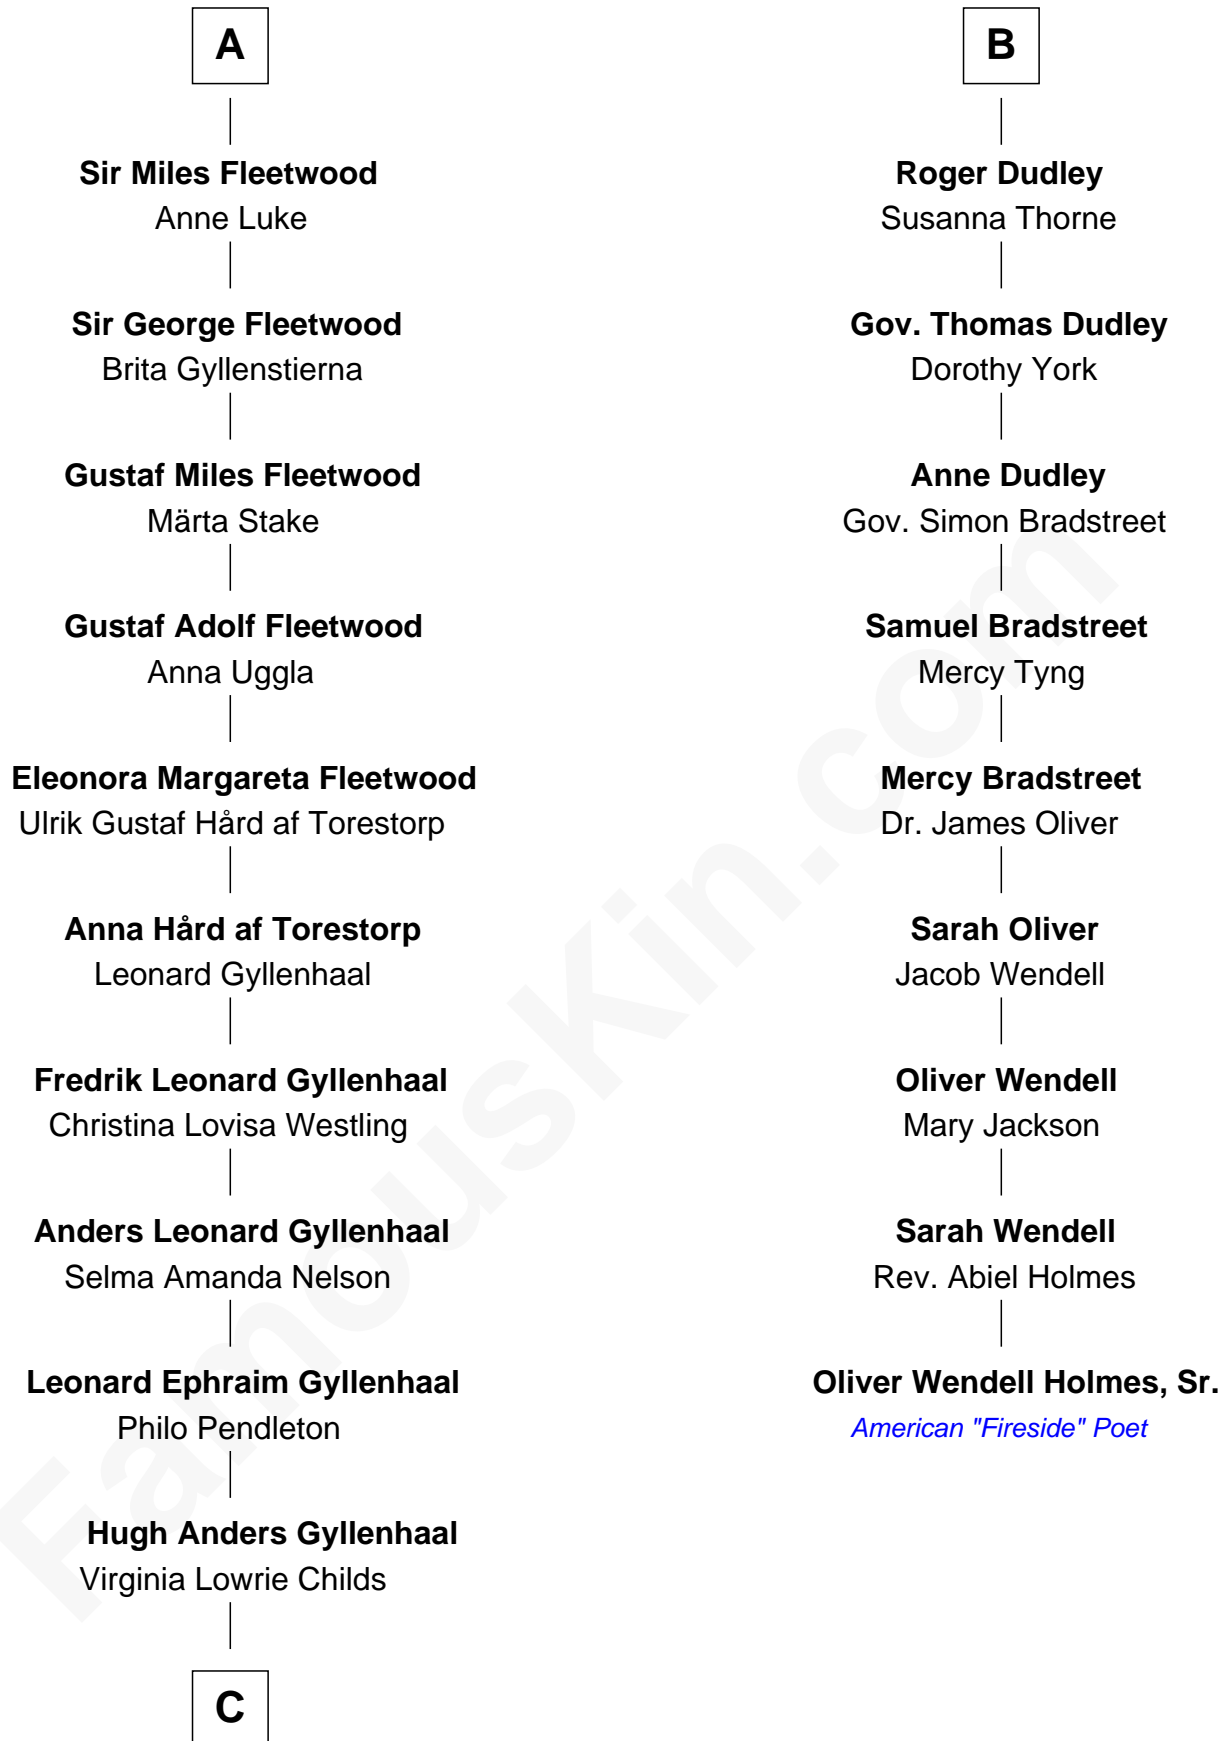 A
Sir Miles Fleetwood
Anne Luke
Sir George Fleetwood
Brita Gyllenstierna
Gustaf Miles Fleetwood
Märta Stake
Gustaf Adolf Fleetwood
Anna Uggla
Eleonora Margareta Fleetwood
Ulrik Gustaf Hård af Torestorp
Anna Hård af Torestorp
Leonard Gyllenhaal
Fredrik Leonard Gyllenhaal
Christina Lovisa Westling
Anders Leonard Gyllenhaal
Selma Amanda Nelson
Leonard Ephraim Gyllenhaal
Philo Pendleton
Hugh Anders Gyllenhaal
Virginia Lowrie Childs
C
B
Roger Dudley
Susanna Thorne
Gov. Thomas Dudley
Dorothy York
Anne Dudley
Gov. Simon Bradstreet
Samuel Bradstreet
Mercy Tyng
Mercy Bradstreet
Dr. James Oliver
Sarah Oliver
Jacob Wendell
Oliver Wendell
Mary Jackson
Sarah Wendell
Rev. Abiel Holmes
Oliver Wendell Holmes, Sr.
American "Fireside" Poet
FamousKin.com